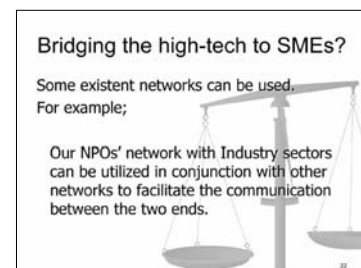 Bridging the high-tech to SMEs?
Some existent networks can be used.
For example;
Our NPOs' network with Industry sectors
can be utilized in conjunction with other
networks to facilitate the communication
between the two ends.
22